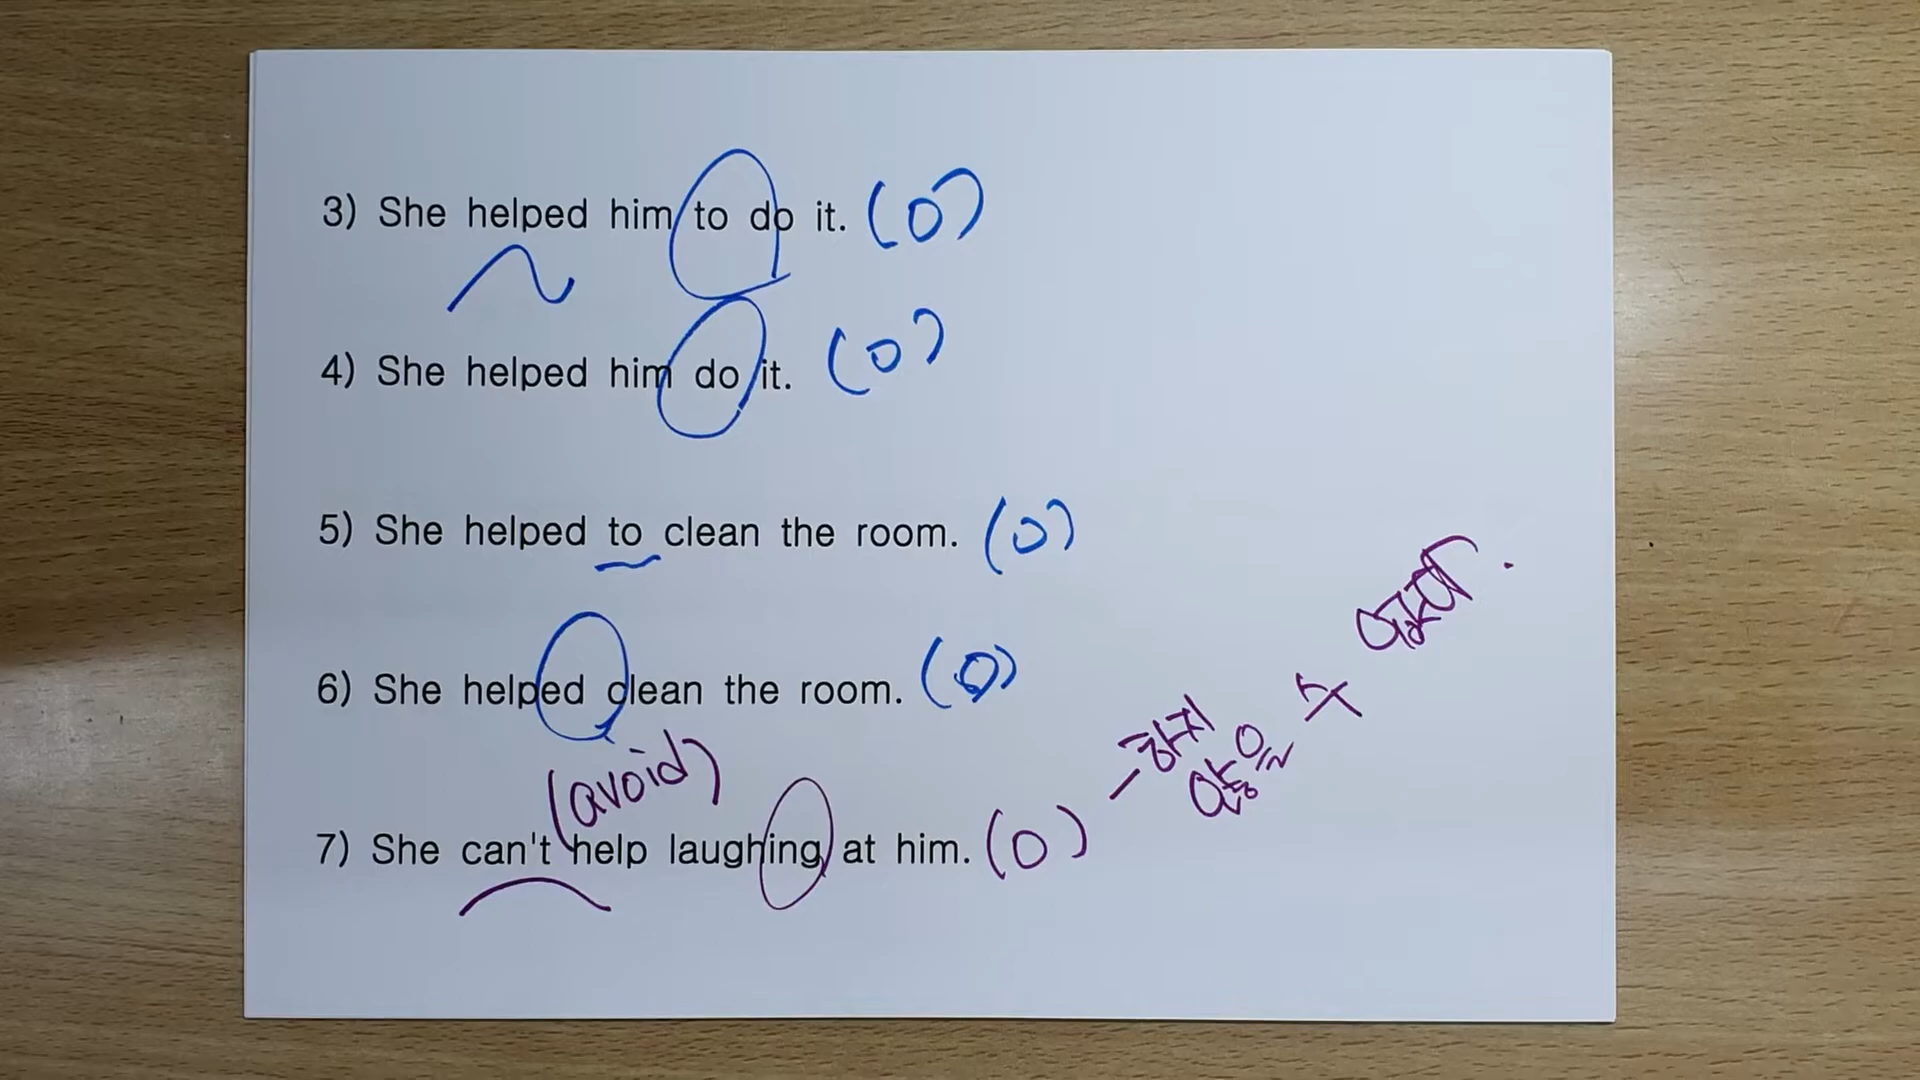 3) She helped him to do it. (O)
4) She helped him do it. (O)
5) She helped to clean the room. (O)
6) She helped clean the room. (O)
(avoid)
7) She can't help laughing at him. (O)
-하지
않을 수 없다.